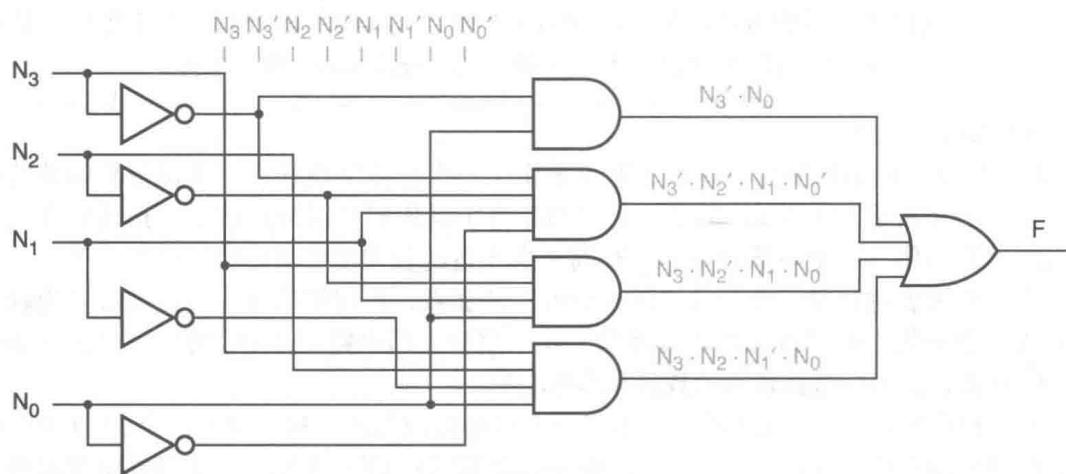 N₃ N₃′ N₂ N₂′ N₁ N₁′ N₀ N₀′
N₃
N₃′ · N₀
N₂
N₃′ · N₂′ · N₁ · N₀′
F
N₁
N₃ · N₂′ · N₁ · N₀
N₃ · N₂ · N₁′ · N₀
N₀